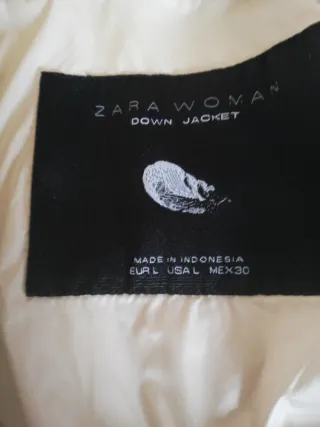 ZARA WOMAN
DOWN JACKET
MADE IN INDONESIA
EUR L USA L MEX 30